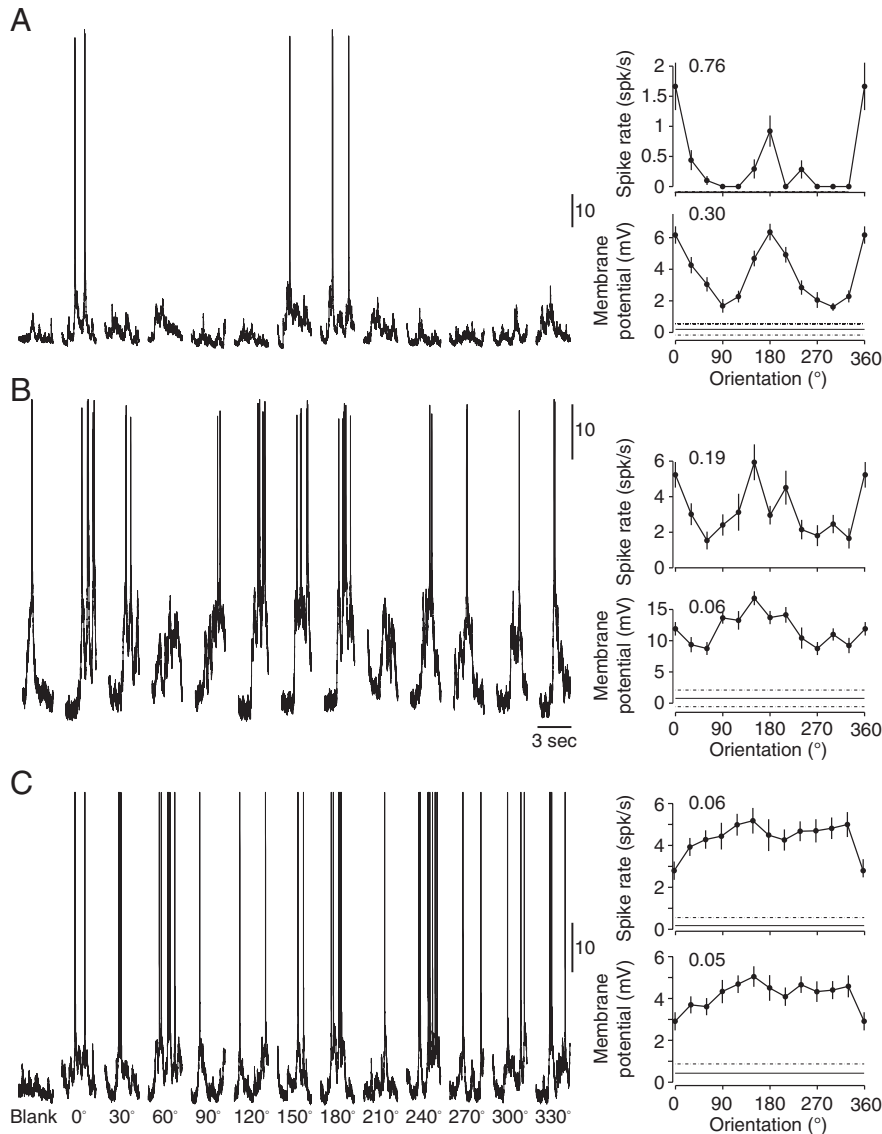 A
10
Spike rate (spk/s)
2
1.5
1
0.5
0
0.76
Membrane
potential (mV)
6
4
2
0
0.30
0 90 180 270 360
Orientation (°)
B
10
3 sec
Spike rate (spk/s)
6
4
2
0
0.19
Membrane
potential (mV)
15
10
5
0
0.06
0 90 180 270 360
Orientation (°)
C
10
Spike rate (spk/s)
6
4
2
0
0.06
Membrane
potential (mV)
6
4
2
0
0.05
0 90 180 270 360
Orientation (°)
Blank 0° 30° 60° 90° 120° 150° 180° 210° 240° 270° 300° 330°